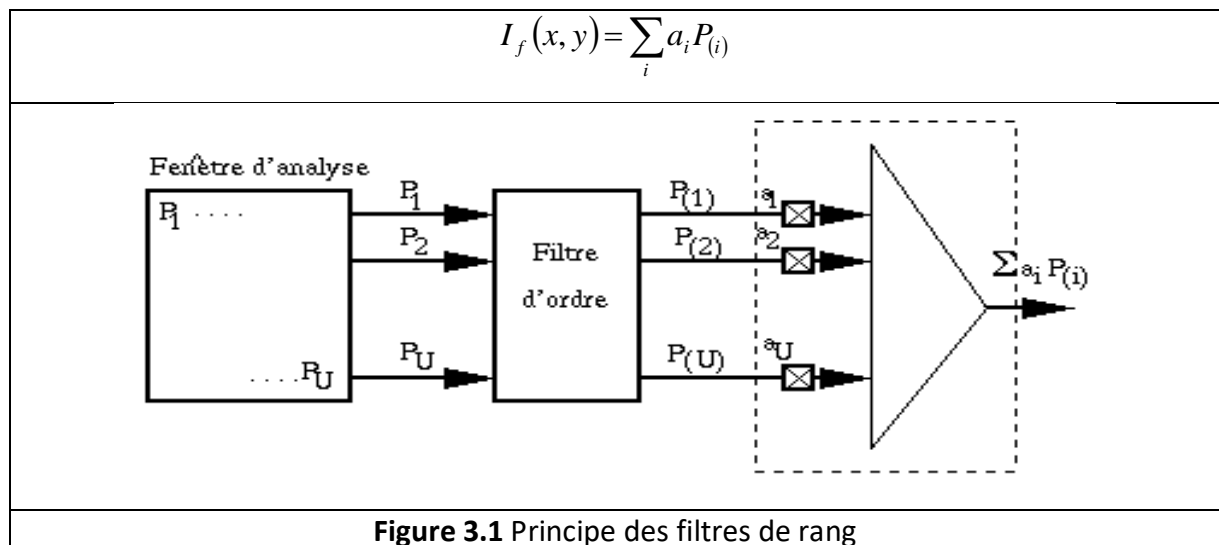 I_f(x, y) = ∑_i a_i P_(i)
Fenêtre d'analyse
P_1 ....
....P_U
P_1
P_2
P_U
Filtre
d'ordre
P_(1)
P_(2)
P_(U)
a_1
a_2
a_U
∑ a_i P_(i)
Figure 3.1 Principe des filtres de rang